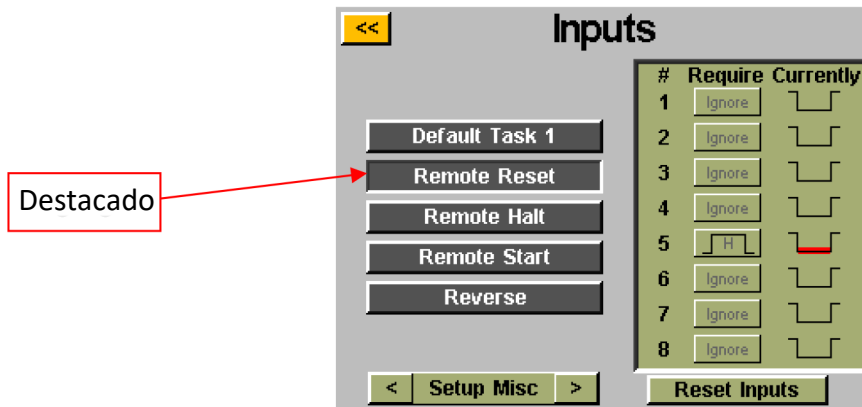 <<
Inputs
# Require Currently
1 Ignore
2 Ignore
3 Ignore
4 Ignore
5 H
6 Ignore
7 Ignore
8 Ignore
Default Task 1
Remote Reset
Remote Halt
Remote Start
Reverse
Destacado
< Setup Misc >
Reset Inputs